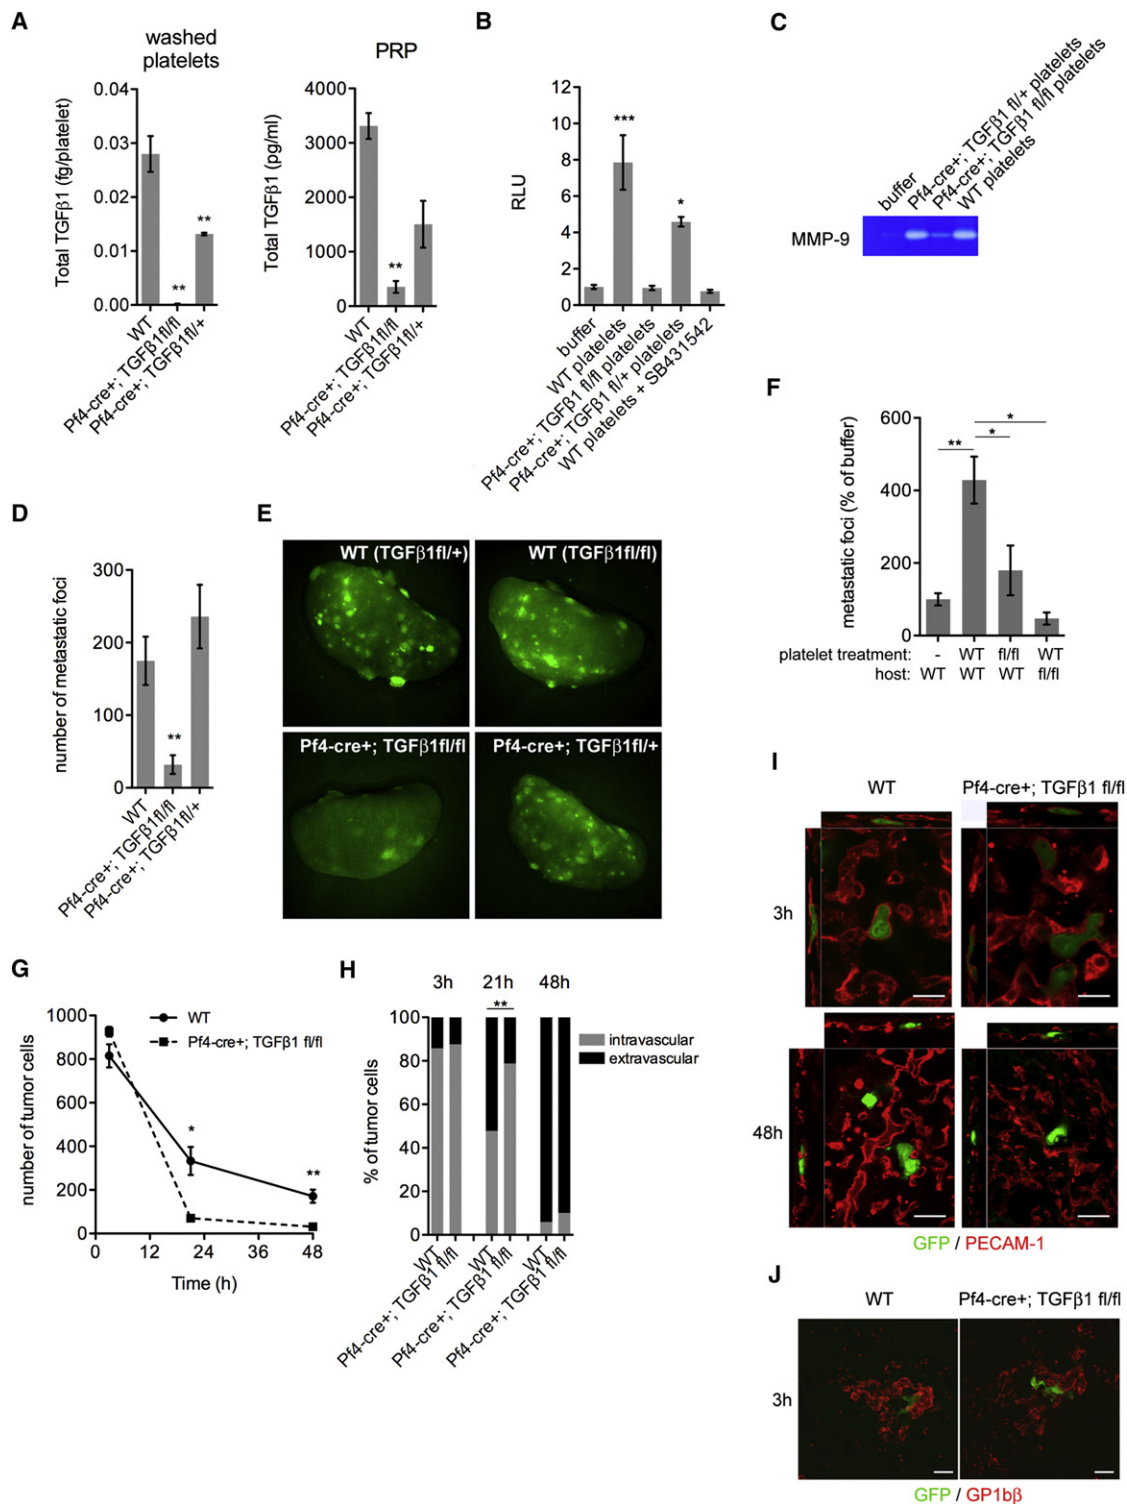 A
washed
platelets
PRP
Total TGFβ1 (fg/platelet)
0.04
0.03
0.02
0.01
0.00
**
**
WT
Pf4-cre+; TGFβ1fl/fl
Pf4-cre+; TGFβ1fl/+
Total TGFβ1 (pg/ml)
4000
3000
2000
1000
0
**
WT
Pf4-cre+; TGFβ1fl/fl
Pf4-cre+; TGFβ1fl/+
B
RLU
12
10
8
6
4
2
0
***
*
buffer
WT platelets
Pf4-cre+; TGFβ1 fl/fl platelets
Pf4-cre+; TGFβ1 fl/+ platelets
WT platelets + SB431542
C
buffer
Pf4-cre+; TGFβ1 fl/+ platelets
Pf4-cre+; TGFβ1 fl/fl platelets
WT platelets
MMP-9
D
number of metastatic foci
300
200
100
0
**
WT
Pf4-cre+; TGFβ1fl/fl
Pf4-cre+; TGFβ1fl/+
E
WT (TGFβ1fl/+)
WT (TGFβ1fl/fl)
Pf4-cre+; TGFβ1fl/fl
Pf4-cre+; TGFβ1fl/+
F
metastatic foci (% of buffer)
600
400
200
0
**
*
*
platelet treatment: - WT fl/fl WT
host: WT WT WT fl/fl
G
number of tumor cells
1000
800
600
400
200
0
WT
Pf4-cre+; TGFβ1 fl/fl
*
**
0 12 24 36 48
Time (h)
H
3h 21h 48h
**
% of tumor cells
100
80
60
40
20
0
intravascular
extravascular
WT
Pf4-cre+; TGFβ1 fl/fl
WT
Pf4-cre+; TGFβ1 fl/fl
WT
Pf4-cre+; TGFβ1 fl/fl
I
WT
Pf4-cre+; TGFβ1 fl/fl
3h
48h
GFP / PECAM-1
J
WT
Pf4-cre+; TGFβ1 fl/fl
3h
GFP / GP1bβ